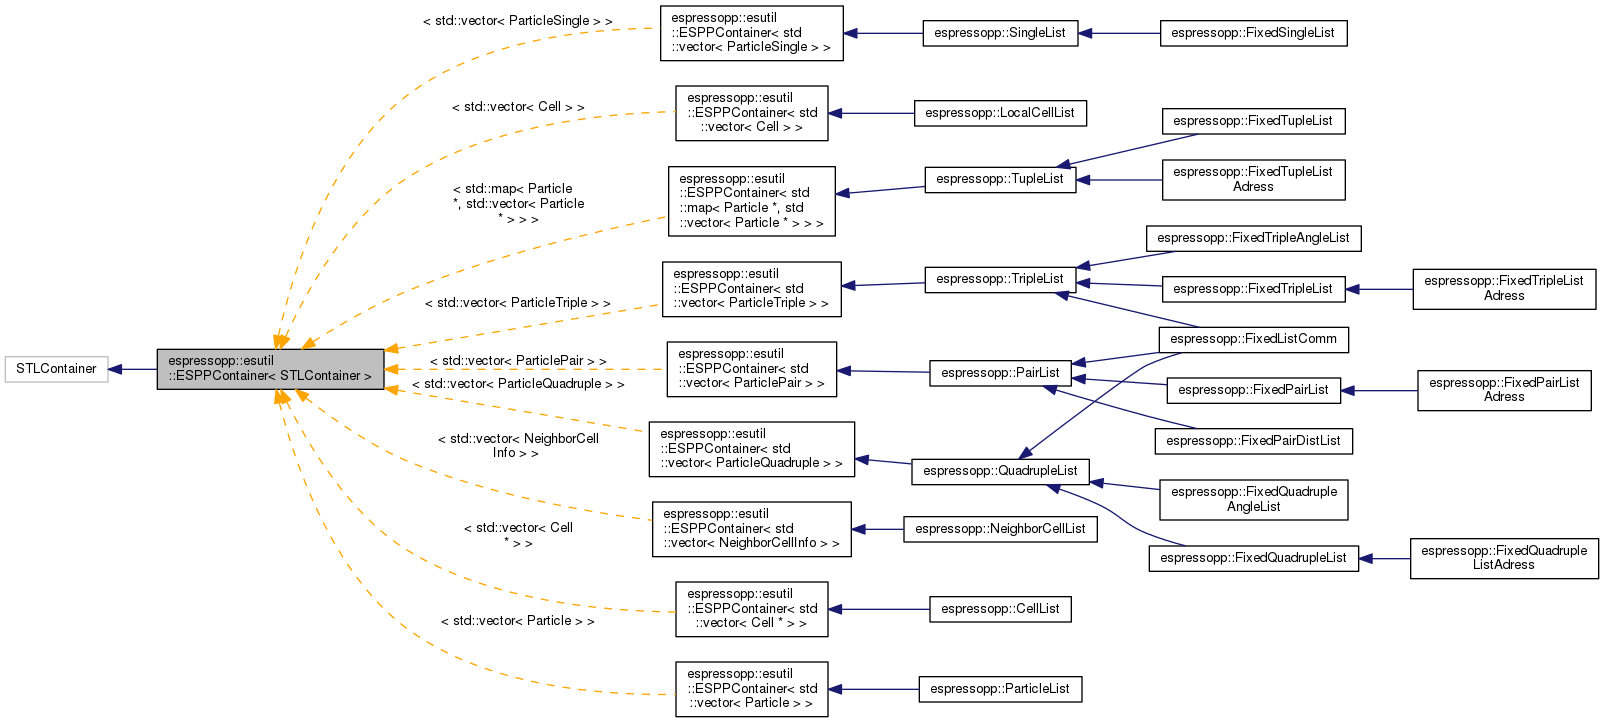 STLContainer
espressopp::esutil
::ESPPContainer< STLContainer >
< std::vector< ParticleSingle > >
espressopp::esutil
::ESPPContainer< std
::vector< ParticleSingle > >
espressopp::SingleList
espressopp::FixedSingleList
< std::vector< Cell > >
espressopp::esutil
::ESPPContainer< std
::vector< Cell > >
espressopp::LocalCellList
< std::map< Particle
*, std::vector< Particle
* > > >
espressopp::esutil
::ESPPContainer< std
::map< Particle *, std
::vector< Particle * > > >
espressopp::TupleList
espressopp::FixedTupleList
espressopp::FixedTupleList
Adress
< std::vector< ParticleTriple > >
espressopp::esutil
::ESPPContainer< std
::vector< ParticleTriple > >
espressopp::TripleList
espressopp::FixedTripleAngleList
espressopp::FixedTripleList
espressopp::FixedTripleList
Adress
espressopp::FixedListComm
< std::vector< ParticlePair > >
espressopp::esutil
::ESPPContainer< std
::vector< ParticlePair > >
espressopp::PairList
espressopp::FixedPairList
espressopp::FixedPairList
Adress
espressopp::FixedPairDistList
< std::vector< ParticleQuadruple > >
espressopp::esutil
::ESPPContainer< std
::vector< ParticleQuadruple > >
espressopp::QuadrupleList
espressopp::FixedQuadruple
AngleList
espressopp::FixedQuadrupleList
espressopp::FixedQuadruple
ListAdress
< std::vector< NeighborCell
Info > >
espressopp::esutil
::ESPPContainer< std
::vector< NeighborCellInfo > >
espressopp::NeighborCellList
< std::vector< Cell
* > >
espressopp::esutil
::ESPPContainer< std
::vector< Cell * > >
espressopp::CellList
< std::vector< Particle > >
espressopp::esutil
::ESPPContainer< std
::vector< Particle > >
espressopp::ParticleList